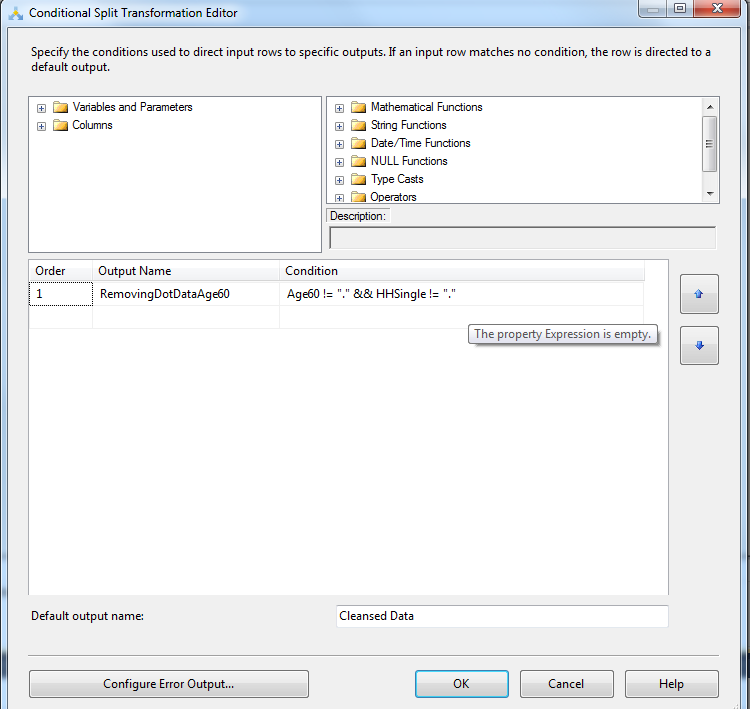 Conditional Split Transformation Editor
Specify the conditions used to direct input rows to specific outputs. If an input row matches no condition, the row is directed to a
default output.
Variables and Parameters
Columns
Mathematical Functions
String Functions
Date/Time Functions
NULL Functions
Type Casts
Operators
Description:
Order Output Name Condition
1 RemovingDotDataAge60 Age60 != "." && HHSingle != "."
The property Expression is empty.
Default output name: Cleansed Data
Configure Error Output... OK Cancel Help